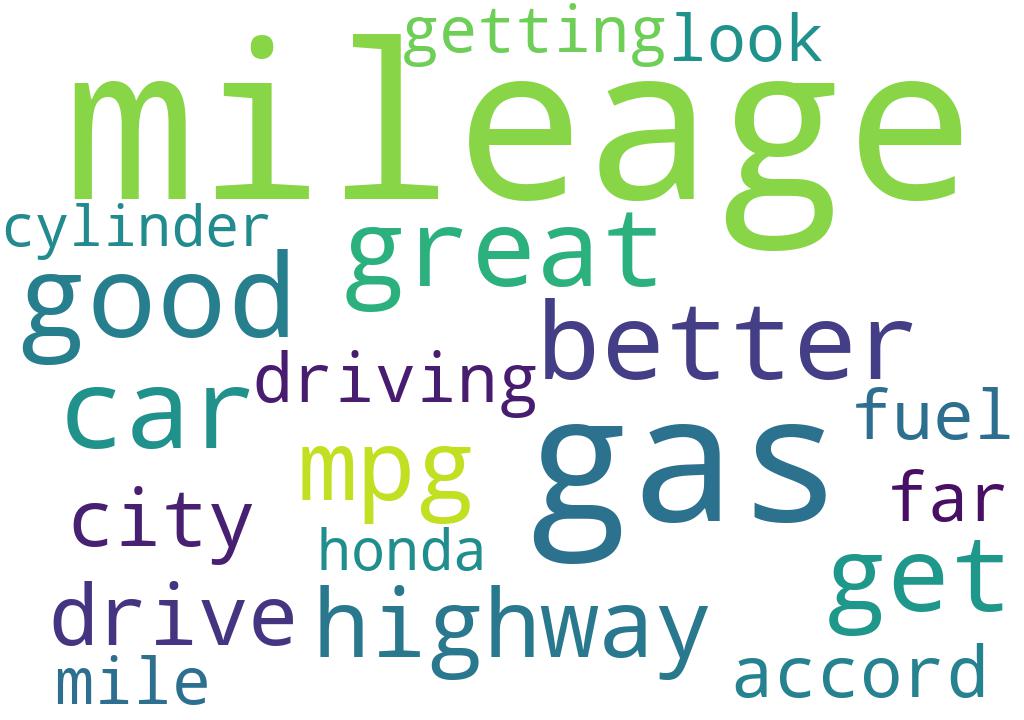 getting look
mileage
cylinder great
good
better
driving
car fuel
mpg gas
far
city
honda
get
drive highway
accord
mile